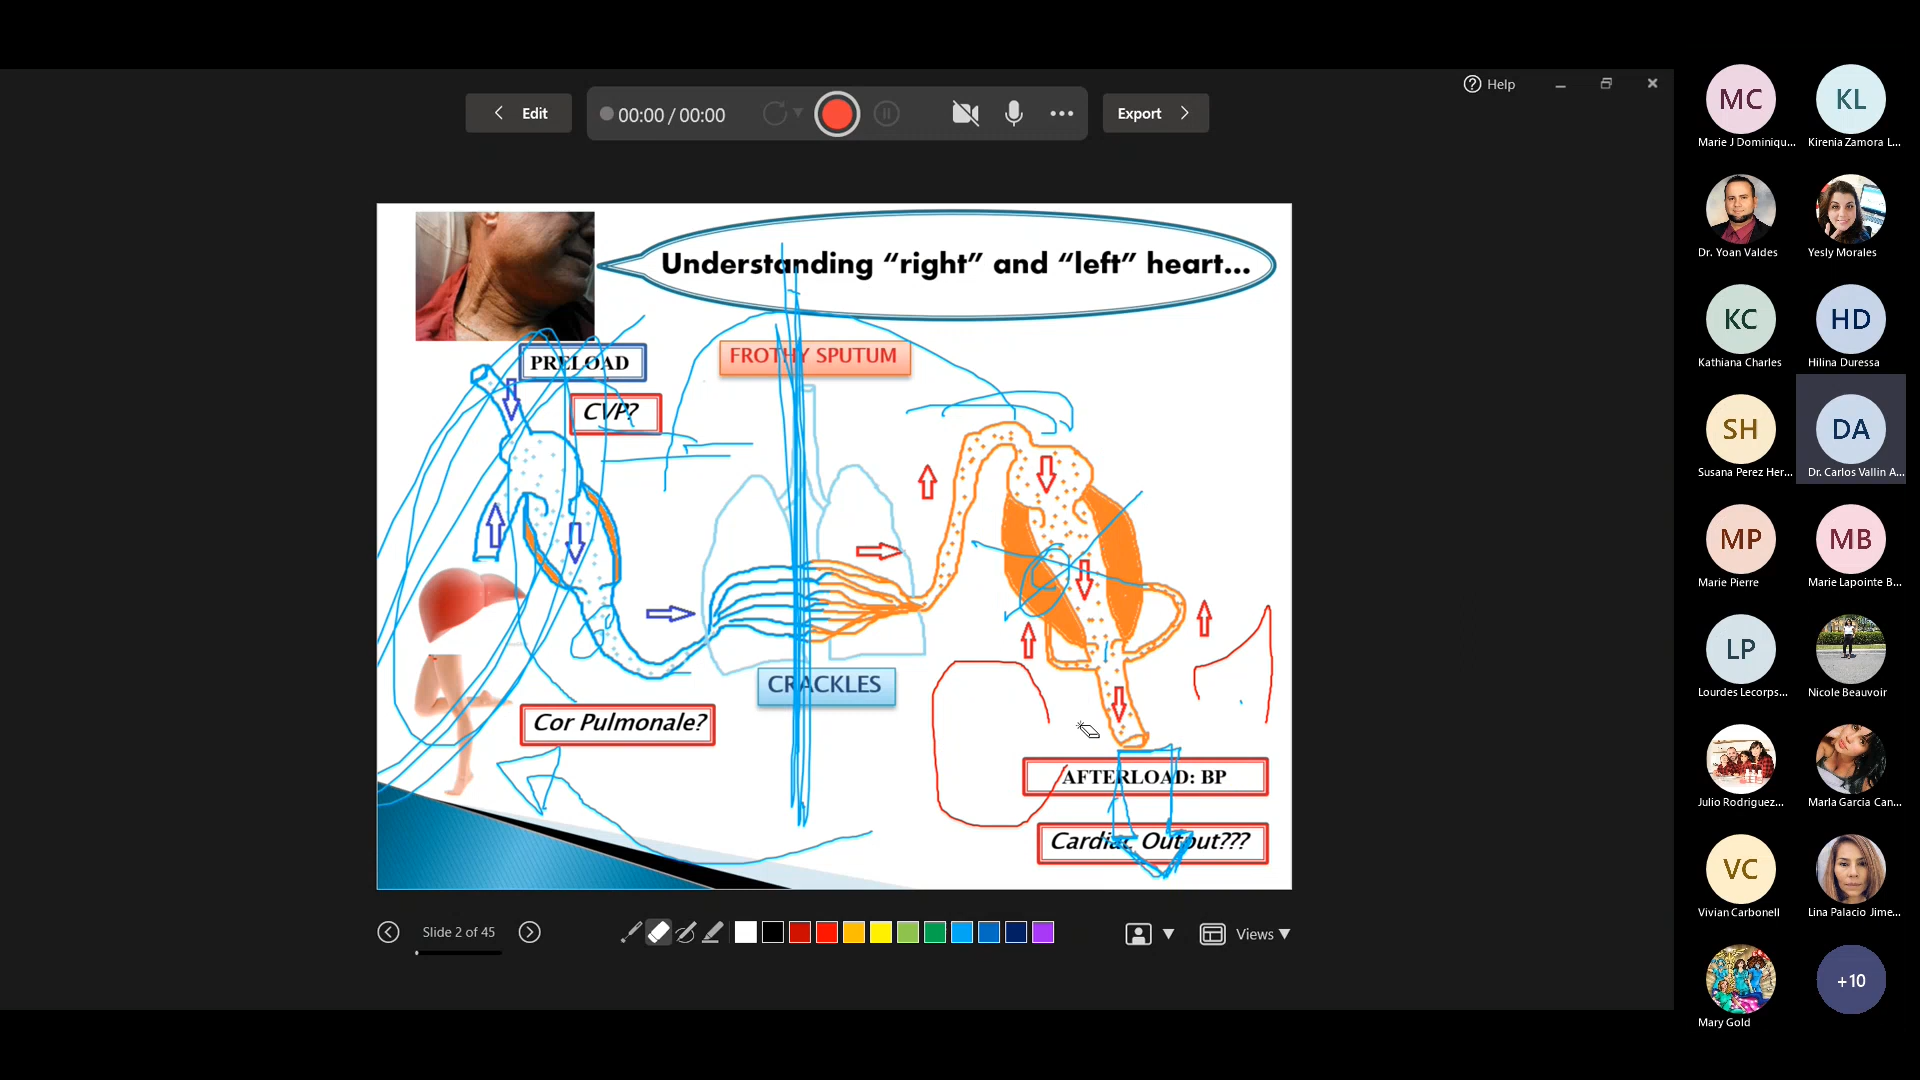 Help
Edit
00:00 / 00:00
Export
Understanding “right” and “left” heart...
PRELOAD
FROTHY SPUTUM
CVP?
CRACKLES
Cor Pulmonale?
AFTERLOAD: BP
Cardiac Output???
Slide 2 of 45
Views
MC
Marie J Dominiqu...
KL
Kirenia Zamora L...
Dr. Yoan Valdes
Yesly Morales
KC
Kathiana Charles
HD
Hilina Duressa
SH
Susana Perez Her...
DA
Dr. Carlos Vallin A...
MP
Marie Pierre
MB
Marie Lapointe B...
LP
Lourdes Lecorps...
Nicole Beauvoir
Julio Rodriguez...
Marla Garcia Can...
VC
Vivian Carbonell
Lina Palacio Jime...
Mary Gold
+10